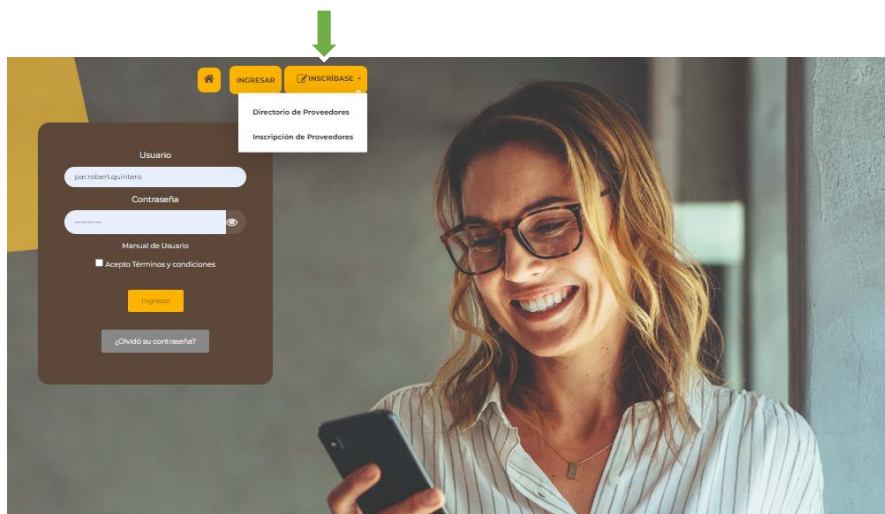 INGRESAR
INSCRÍBASE
Directorio de Proveedores
Inscripción de Proveedores
Usuario
par.robert.quintero
Contraseña
Manual de Usuario
Acepto Términos y condiciones
Ingresar
¿Olvidó su contraseña?